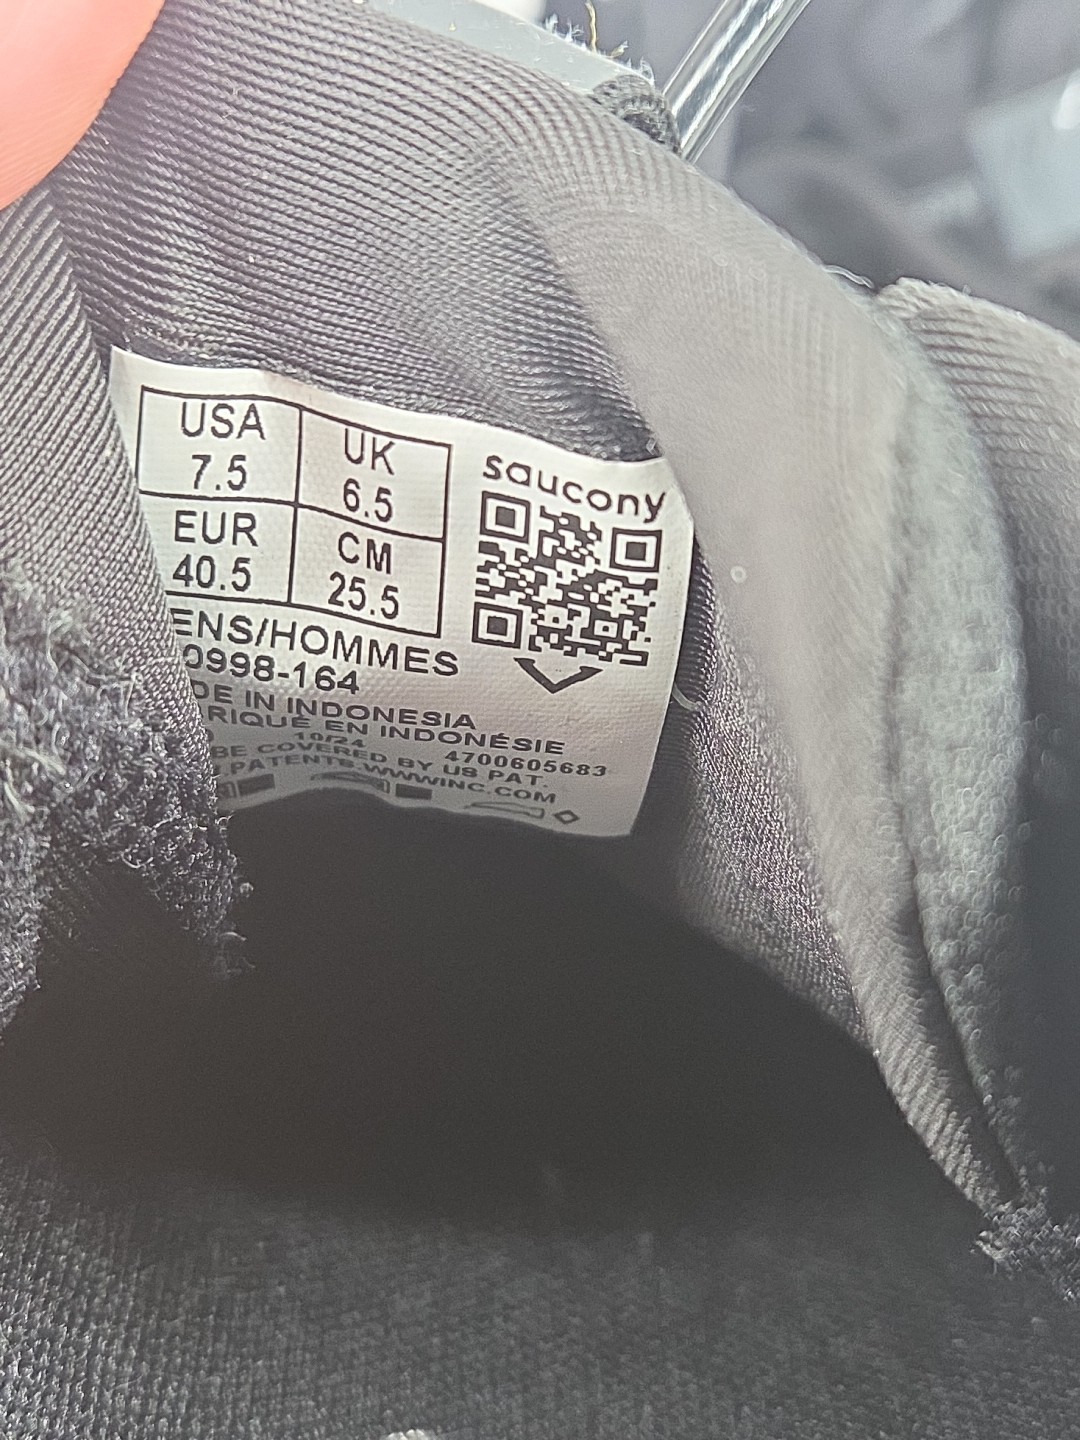 USA
7.5
UK
6.5
EUR
40.5
CM
25.5
ENS/HOMMES
0998-164
DE IN INDONESIA
RIQUÉ EN INDONÉSIE
10/24 4700605683
BE COVERED BY US PAT.
.PATENTS.WWWINC.COM
saucony